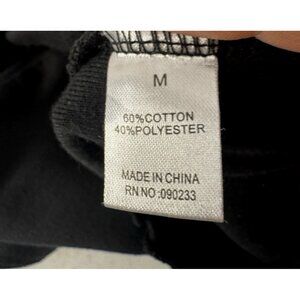 M
60%COTTON
40%POLYESTER
MADE IN CHINA
RN NO :090233